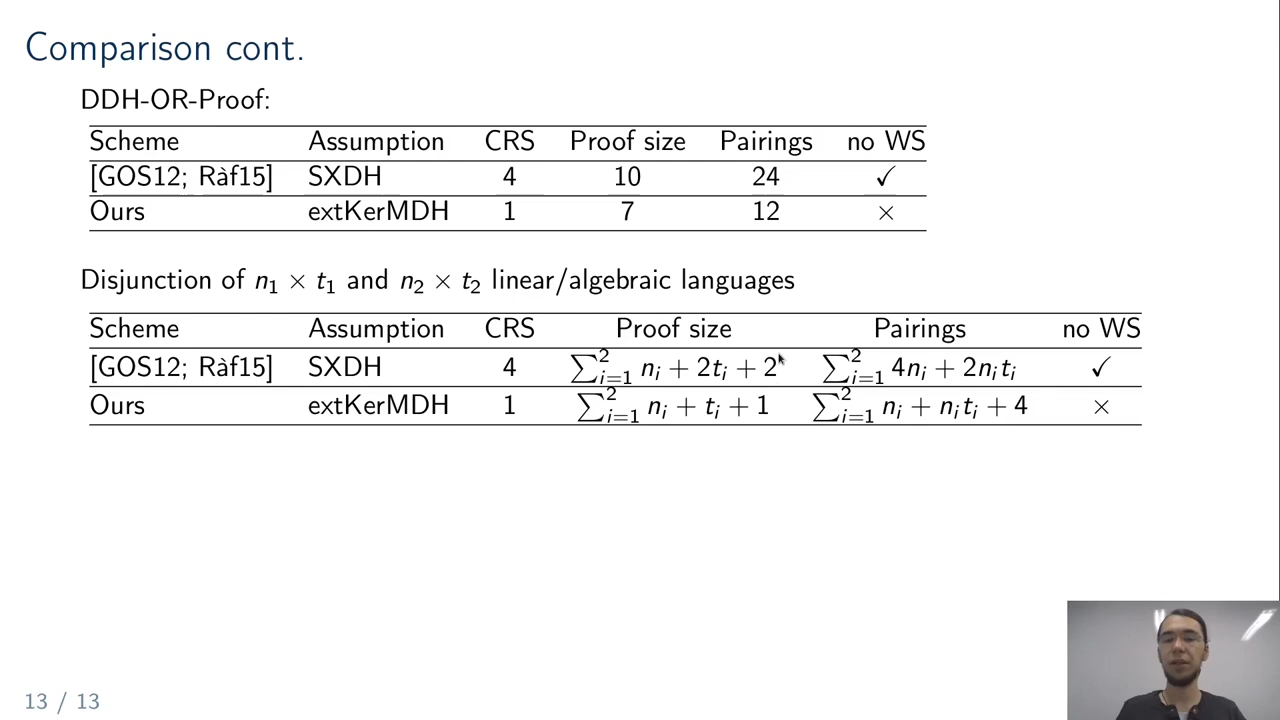 Comparison cont.
DDH-OR-Proof:
Scheme Assumption CRS Proof size Pairings no WS
[GOS12; Ràf15] SXDH 4 10 24 ✓
Ours extKerMDH 1 7 12 ×
Disjunction of n₁ × t₁ and n₂ × t₂ linear/algebraic languages
Scheme Assumption CRS Proof size Pairings no WS
[GOS12; Ràf15] SXDH 4 ∑²ᵢ₌₁ nᵢ + 2tᵢ + 2 ∑²ᵢ₌₁ 4nᵢ + 2nᵢtᵢ ✓
Ours extKerMDH 1 ∑²ᵢ₌₁ nᵢ + tᵢ + 1 ∑²ᵢ₌₁ nᵢ + nᵢtᵢ + 4 ×
13 / 13